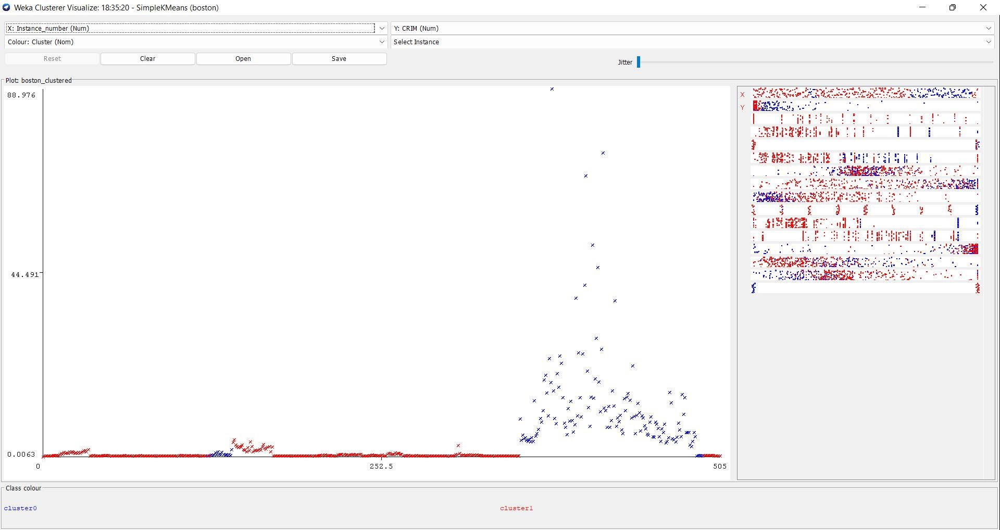 Weka Clusterer Visualize: 18:35:20 - SimpleKMeans (boston)
X: Instance_number (Num)
Y: CRIM (Num)
Colour: Cluster (Nom)
Select Instance
Reset
Clear
Open
Save
Jitter
Plot: boston_clustered
88.976
44.491
0.0063
0
252.5
505
X
Y
Class colour
cluster0
cluster1